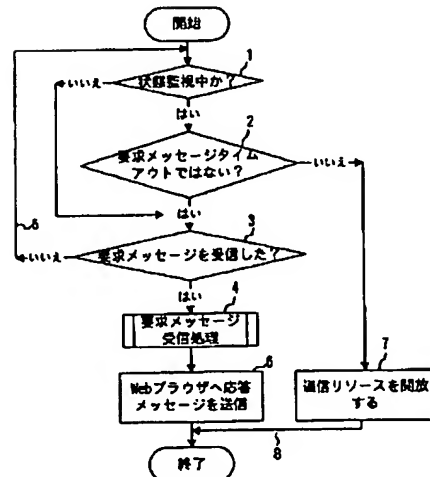 開始
1
状態監視中か?
いいえ
はい
2
要求メッセージタイム
アウトではない?
いいえ
はい
3
要求メッセージを受信した?
いいえ
はい
4
要求メッセージ
受信処理
7
Webブラウザへ応答
メッセージを送信
通信リソースを開放
する
8
終了